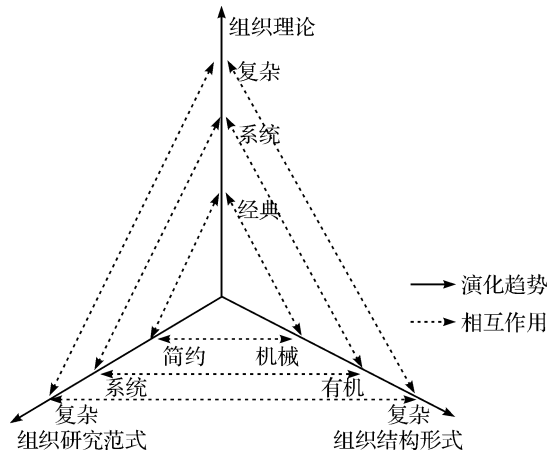 组织理论
复杂
系统
经典
演化趋势
相互作用
简约 机械
系统 有机
复杂 复杂
组织研究范式 组织结构形式